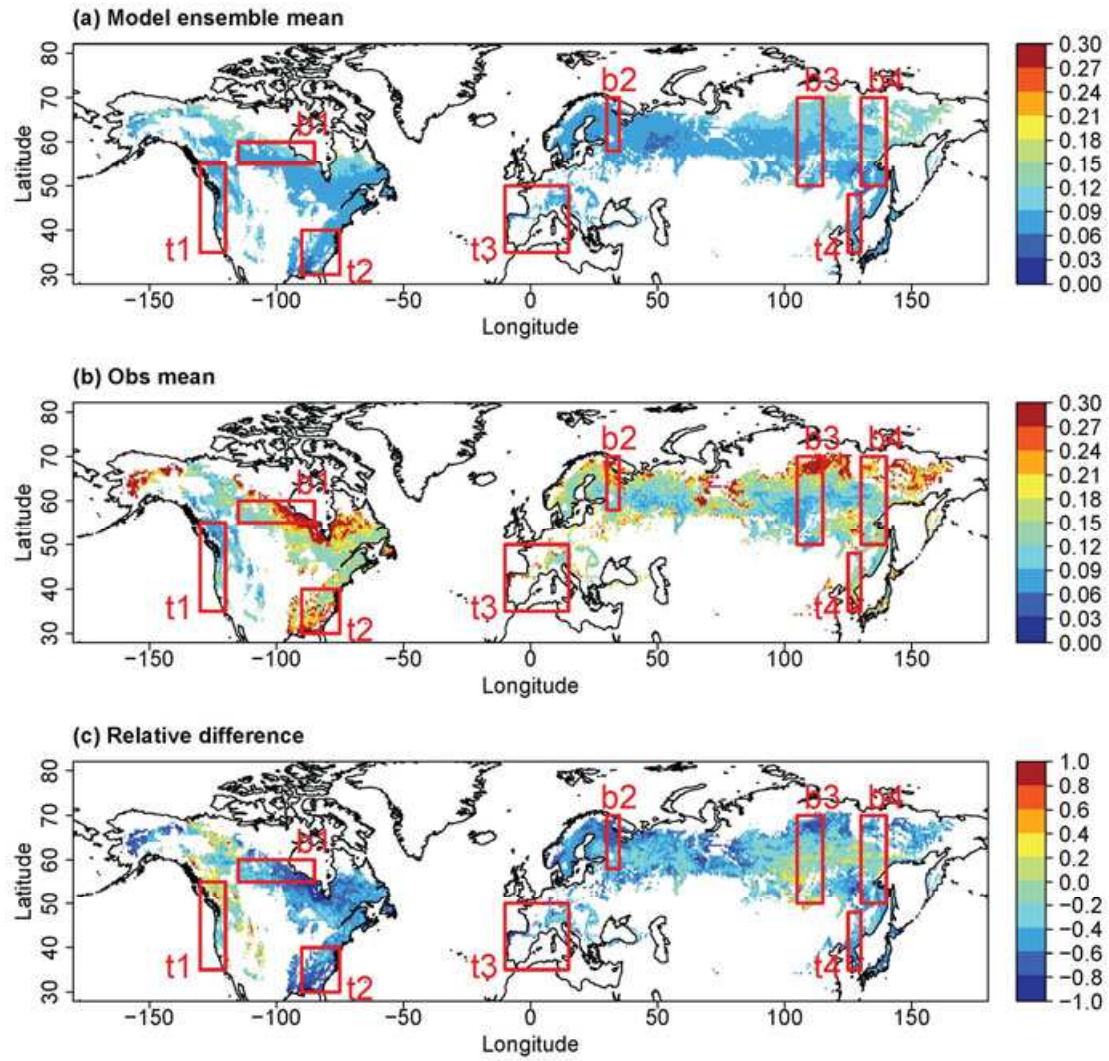 (a) Model ensemble mean
80
70
60
50
40
30
Latitude
b1
b2
b3
b4
t1
t2
t3
t4
−150
−100
−50
0
50
100
150
Longitude
0.30
0.27
0.24
0.21
0.18
0.15
0.12
0.09
0.06
0.03
0.00
(b) Obs mean
80
70
60
50
40
30
Latitude
b1
b2
b3
b4
t1
t2
t3
t4
−150
−100
−50
0
50
100
150
Longitude
0.30
0.27
0.24
0.21
0.18
0.15
0.12
0.09
0.06
0.03
0.00
(c) Relative difference
80
70
60
50
40
30
Latitude
b1
b2
b3
b4
t1
t2
t3
t4
−150
−100
−50
0
50
100
150
Longitude
1.0
0.8
0.6
0.4
0.2
0.0
−0.2
−0.4
−0.6
−0.8
−1.0